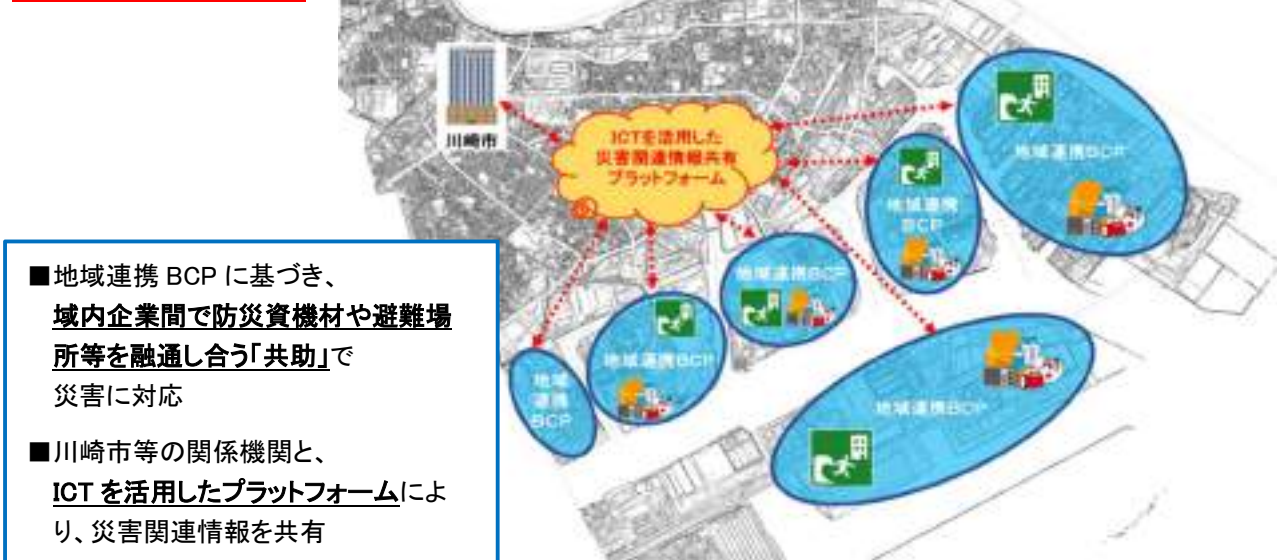 川崎市
ICTを活用した
災害関連情報共有
プラットフォーム
地域連携BCP
地域連携
BCP
地域連携BCP
地域連携BCP
地域
連携
BCP
地域連携BCP
■地域連携 BCP に基づき、
域内企業間で防災資機材や避難場
所等を融通し合う「共助」で
災害に対応
■川崎市等の関係機関と、
ICT を活用したプラットフォームによ
り、災害関連情報を共有